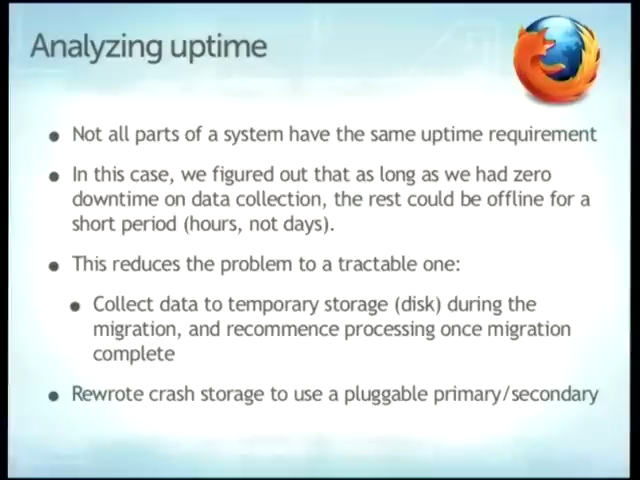 Analyzing uptime
• Not all parts of a system have the same uptime requirement
• In this case, we figured out that as long as we had zero
downtime on data collection, the rest could be offline for a
short period (hours, not days).
• This reduces the problem to a tractable one:
• Collect data to temporary storage (disk) during the
migration, and recommence processing once migration
complete
• Rewrote crash storage to use a pluggable primary/secondary